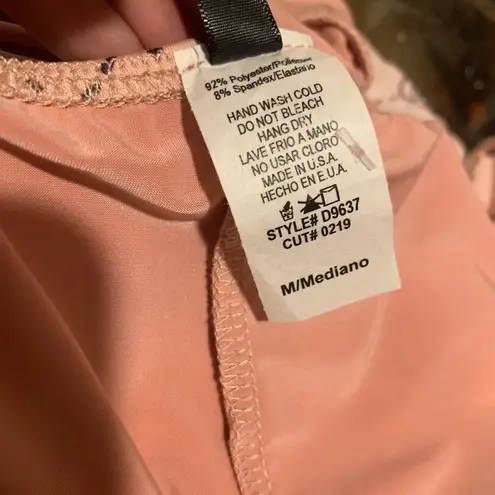 92% Polyester/Poliester
8% Spandex/Elastano
HAND WASH COLD
DO NOT BLEACH
HANG DRY
LAVE FRIO A MANO
NO USAR CLORO
MADE IN U.S.A.
HECHO EN E.U.A.
STYLE# D9637
CUT# 0219
M/Mediano